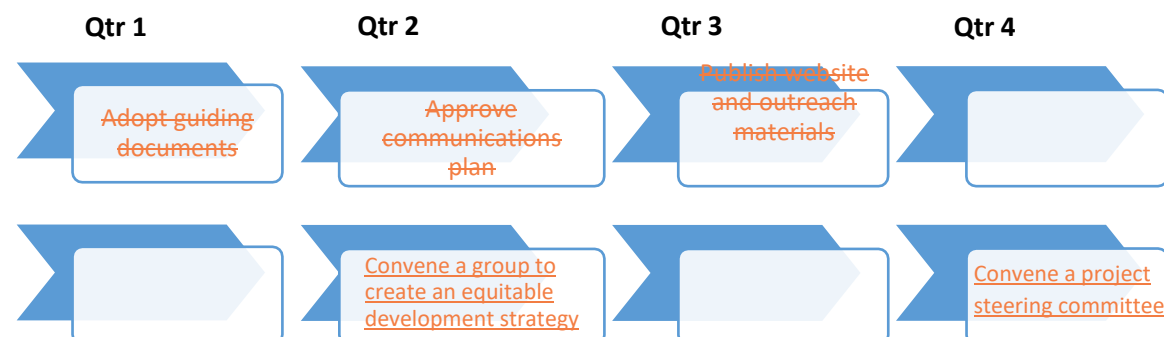 Qtr 1
Qtr 2
Qtr 3
Qtr 4
Adopt guiding
documents
Approve
communications
plan
Publish website
and outreach
materials
Convene a group to
create an equitable
development strategy
Convene a project
steering committee